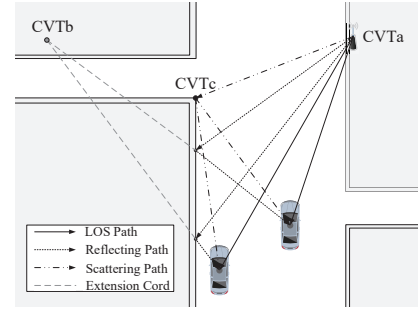 CVTb
CVTa
CVTc
LOS Path
Reflecting Path
Scattering Path
Extension Cord